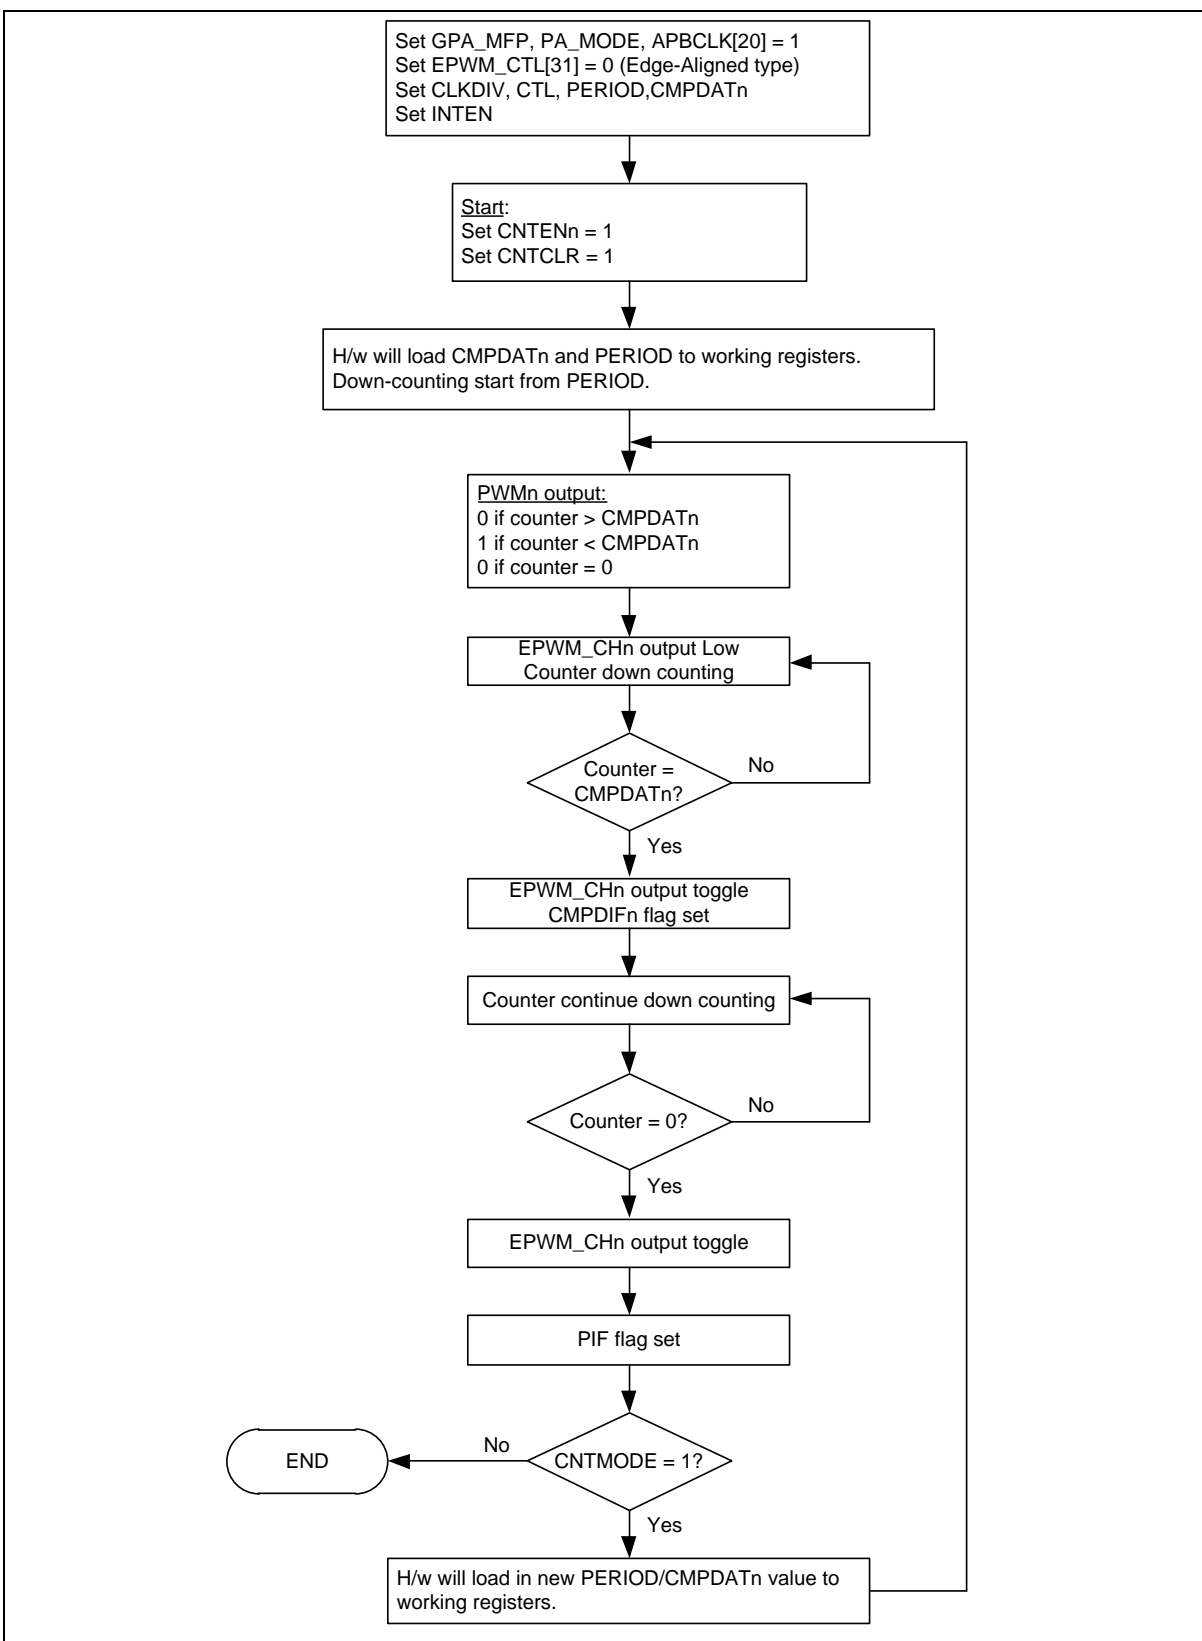 Set GPA_MFP, PA_MODE, APBCLK[20] = 1
Set EPWM_CTL[31] = 0 (Edge-Aligned type)
Set CLKDIV, CTL, PERIOD,CMPDATn
Set INTEN
Start:
Set CNTENn = 1
Set CNTCLR = 1
H/w will load CMPDATn and PERIOD to working registers.
Down-counting start from PERIOD.
PWMn output:
0 if counter > CMPDATn
1 if counter < CMPDATn
0 if counter = 0
EPWM_CHn output Low
Counter down counting
Counter =
CMPDATn?
No
Yes
EPWM_CHn output toggle
CMPDIFn flag set
Counter continue down counting
Counter = 0?
No
Yes
EPWM_CHn output toggle
PIF flag set
CNTMODE = 1?
No
END
Yes
H/w will load in new PERIOD/CMPDATn value to
working registers.